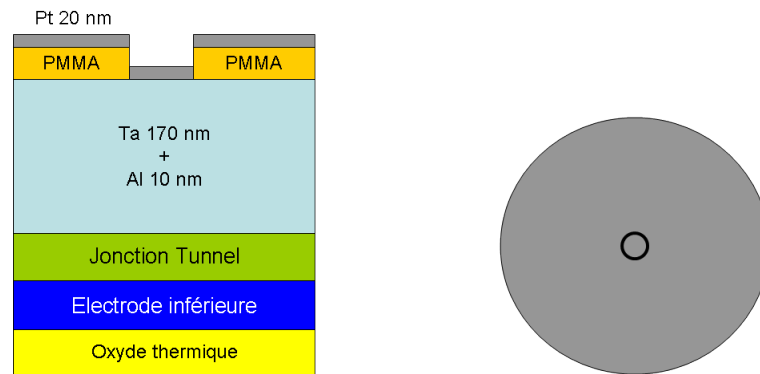 Pt 20 nm
PMMA
PMMA
Ta 170 nm
+
Al 10 nm
Jonction Tunnel
Electrode inférieure
Oxyde thermique